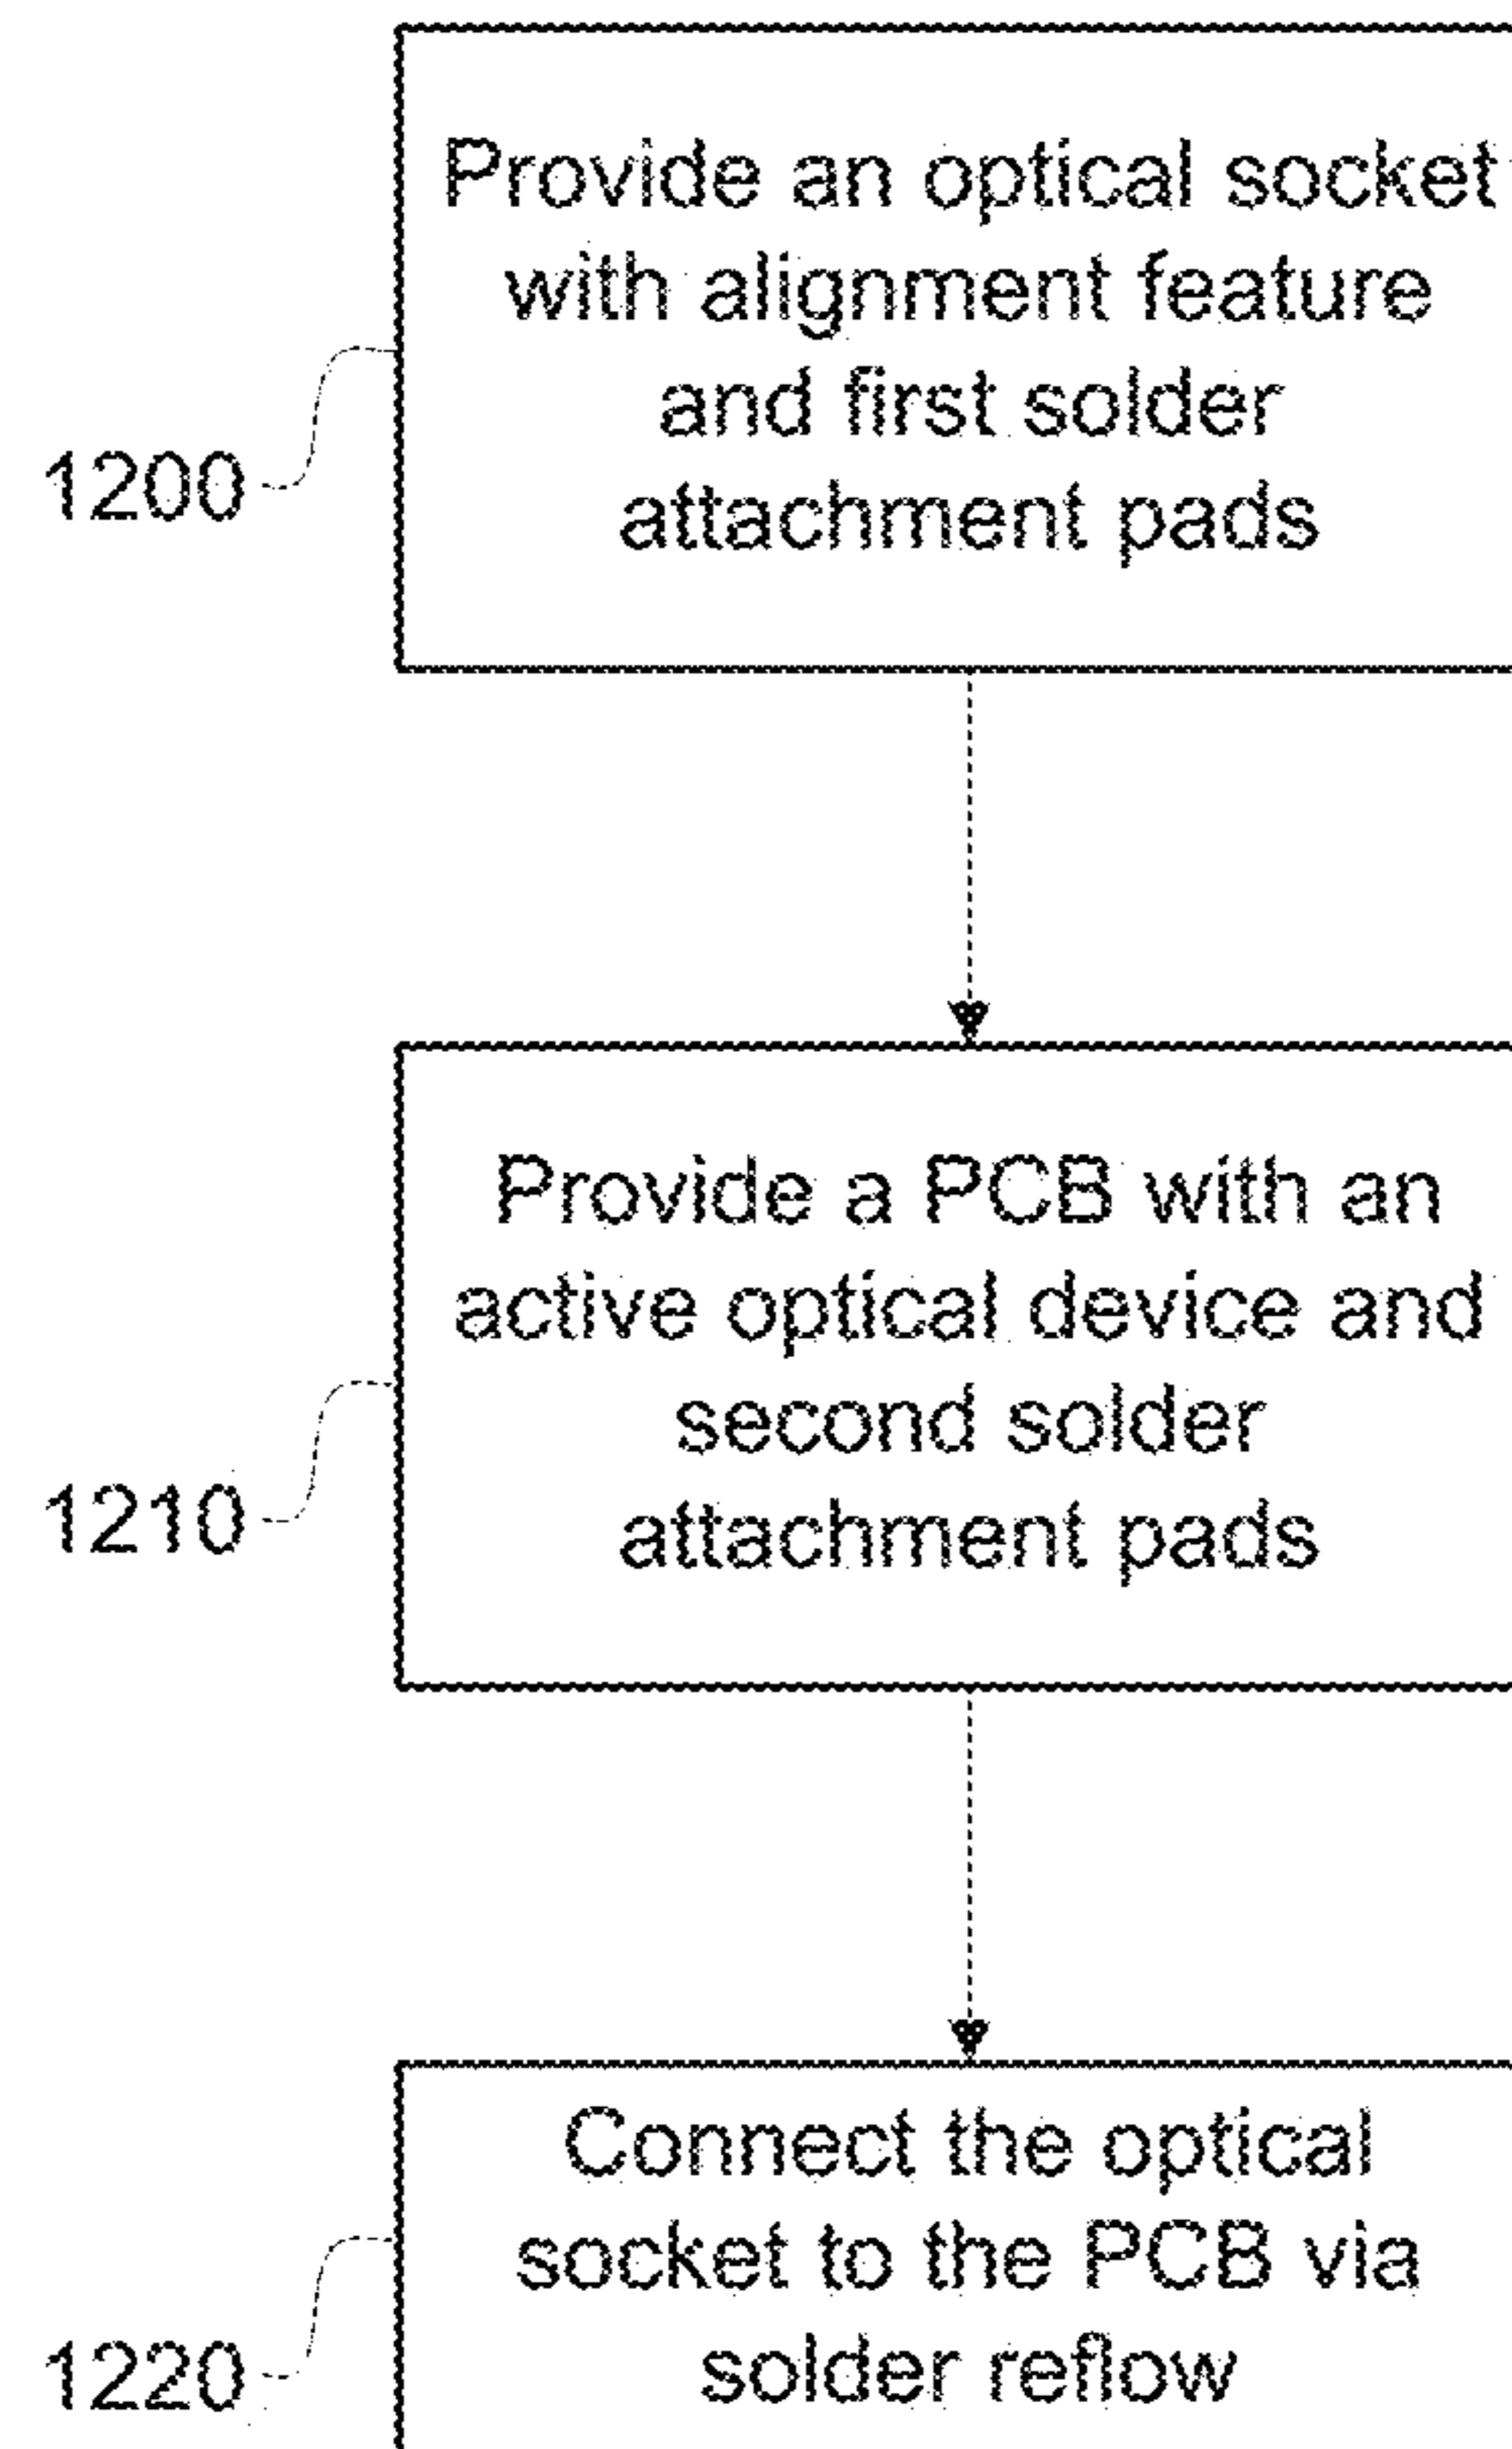 Provide an optical socket
with alignment feature
and first solder
attachment pads
1200
Provide a PCB with an
active optical device and
second solder
attachment pads
1210
Connect the optical
socket to the PCB via
solder reflow
1220